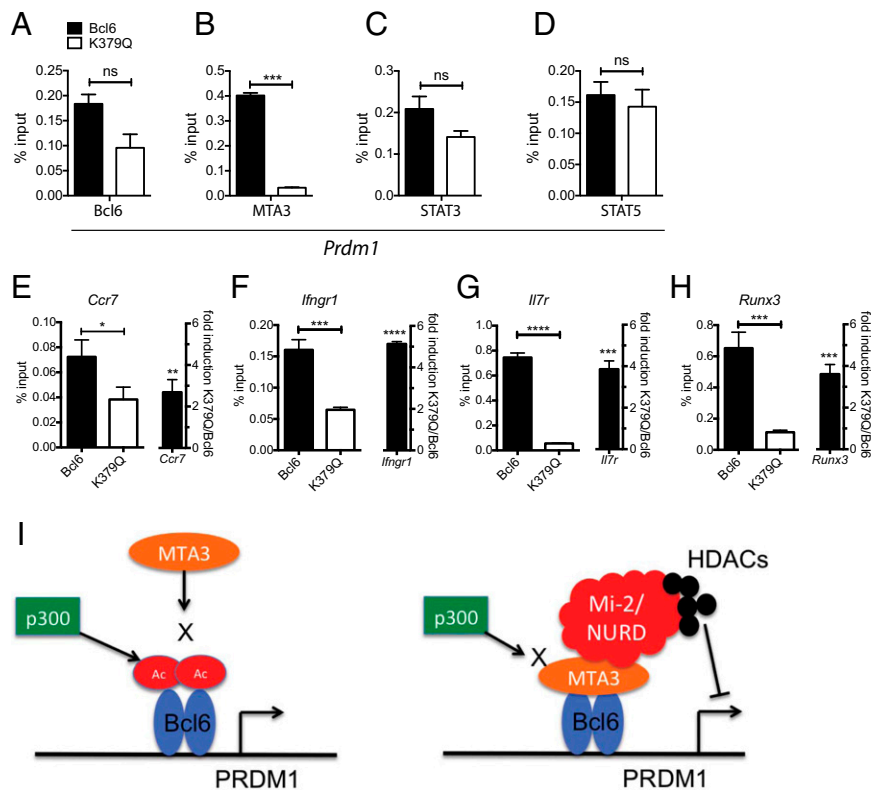 A
B
C
D
Bcl6
K379Q
% input
0.25
0.20
0.15
0.10
0.05
0.00
ns
Bcl6
% input
0.5
0.4
0.3
0.2
0.1
0.0
***
MTA3
% input
0.3
0.2
0.1
0.0
ns
STAT3
% input
0.20
0.15
0.10
0.05
0.00
ns
STAT5
Prdm1
E
Ccr7
% input
0.10
0.08
0.06
0.04
0.02
0.00
*
Bcl6
K379Q
**
Ccr7
6
4
2
0
fold induction K379Q/Bcl6
F
Ifngr1
% input
0.20
0.15
0.10
0.05
0.00
***
Bcl6
K379Q
****
Ifngr1
6
4
2
0
fold induction K379Q/Bcl6
G
Il7r
% input
1.0
0.8
0.6
0.4
0.2
0.0
****
Bcl6
K379Q
***
Il7r
6
4
2
0
fold induction K379Q/Bcl6
H
Runx3
% input
0.8
0.6
0.4
0.2
0.0
***
Bcl6
K379Q
***
Runx3
6
4
2
0
fold induction K379Q/Bcl6
I
MTA3
p300
X
Ac
Ac
Bcl6
PRDM1
HDACs
Mi-2/
NURD
p300
X
MTA3
Bcl6
PRDM1